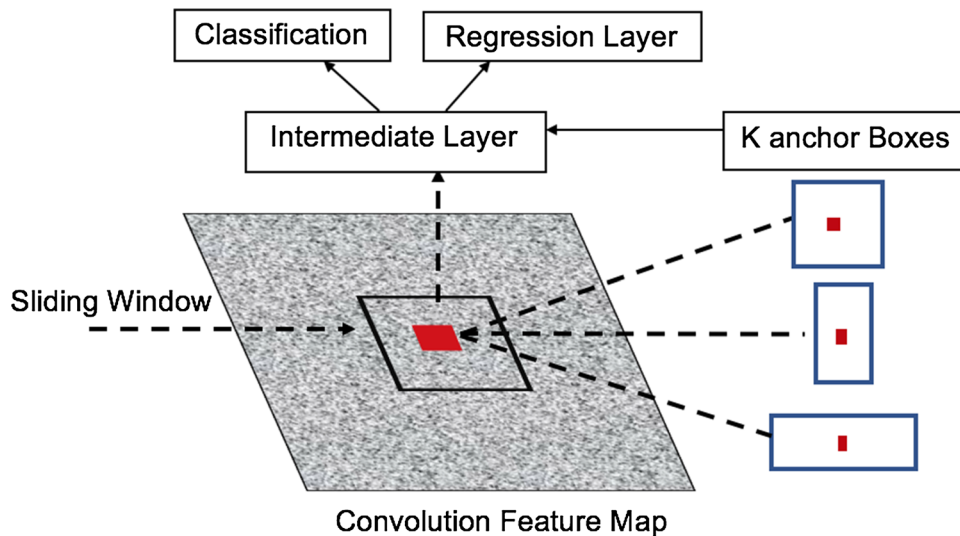 Classification
Regression Layer
Intermediate Layer
K anchor Boxes
Sliding Window
Convolution Feature Map